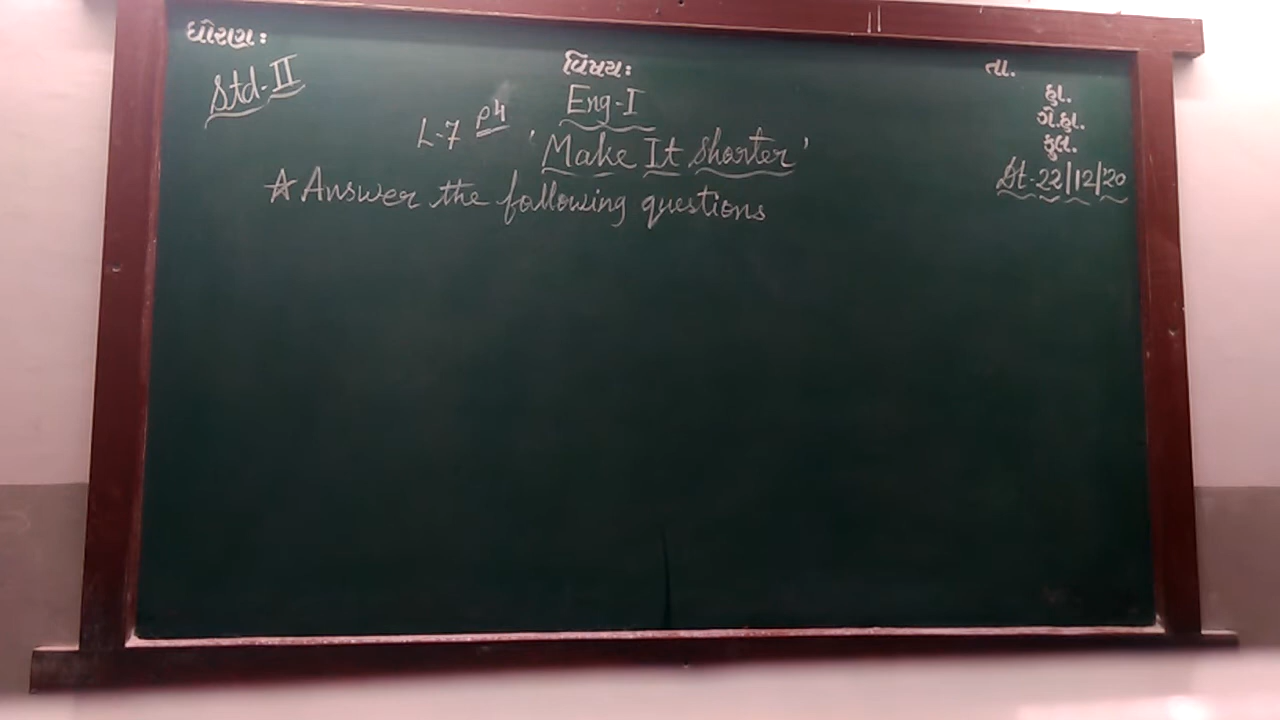 ધોરણ:
Std-II
વિષય:
Eng-I
L-7 P4 'Make It Shorter'
☆ Answer the following questions
તા.
હા.
ગે.હા.
કુલ.
Dt-22/12/20